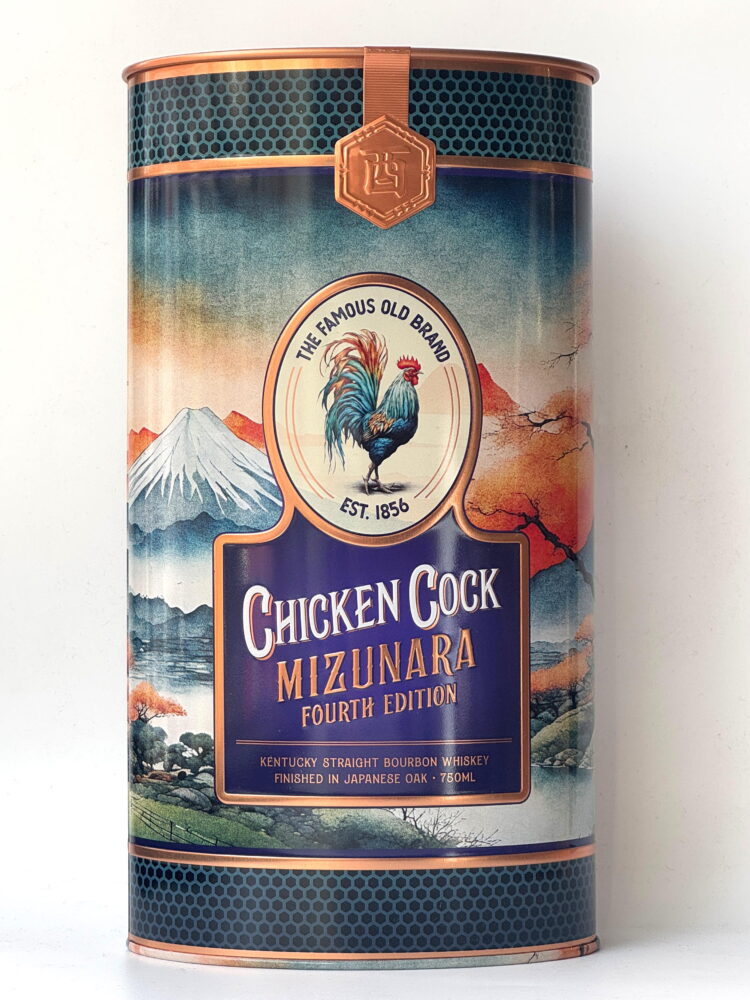 酉
THE FAMOUS OLD BRAND
EST. 1856
CHICKEN COCK
MIZUNARA
FOURTH EDITION
KENTUCKY STRAIGHT BOURBON WHISKEY
FINISHED IN JAPANESE OAK • 750ML